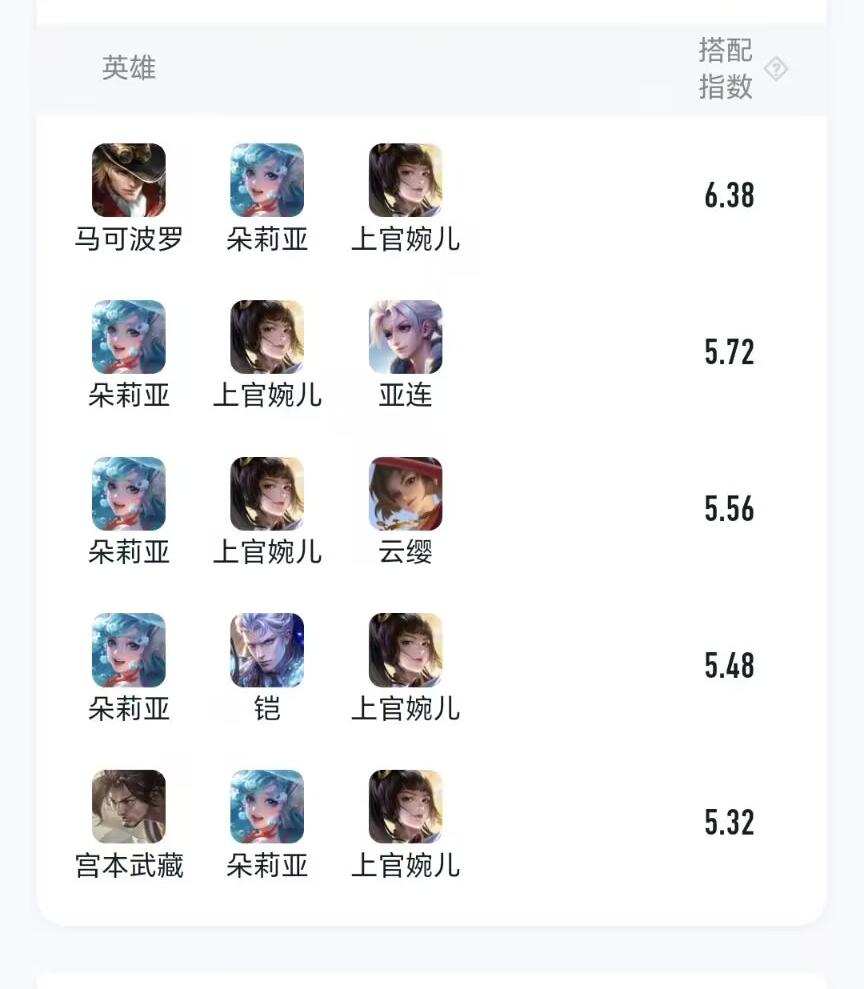 英雄
搭配
指数
马可波罗 朵莉亚 上官婉儿 6.38
朵莉亚 上官婉儿 亚连 5.72
朵莉亚 上官婉儿 云缨 5.56
朵莉亚 铠 上官婉儿 5.48
宫本武藏 朵莉亚 上官婉儿 5.32